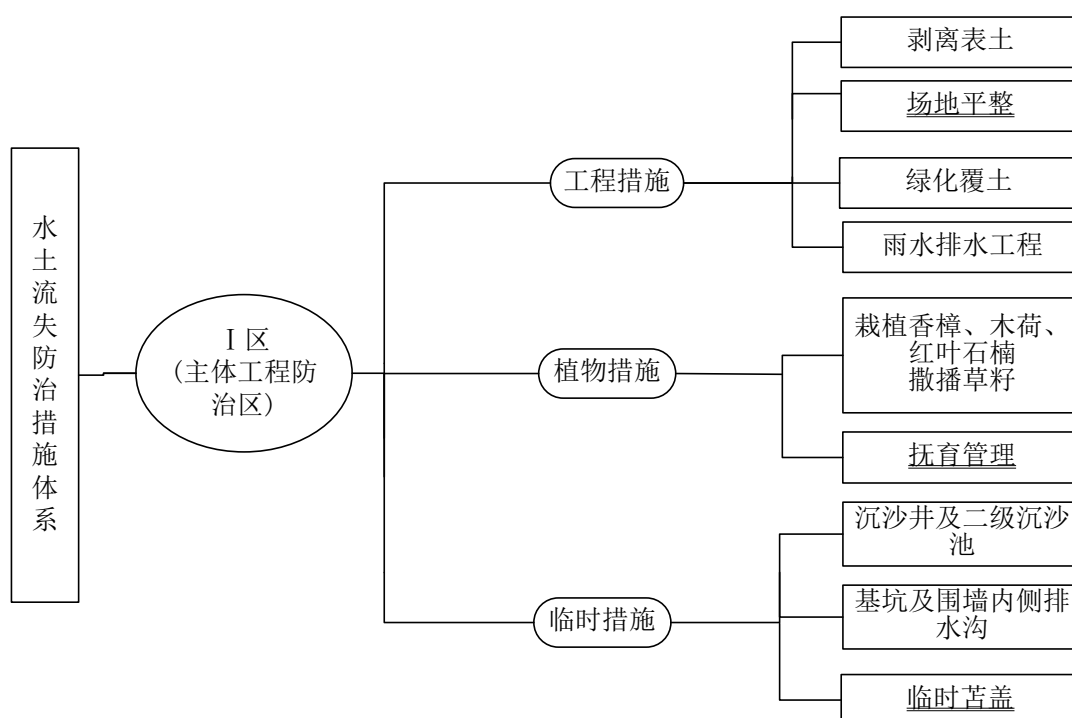 水土流失防治措施体系
Ⅰ区
(主体工程防
治区)
工程措施
剥离表土
场地平整
绿化覆土
雨水排水工程
植物措施
栽植香樟、木荷、
红叶石楠
撒播草籽
抚育管理
临时措施
沉沙井及二级沉沙
池
基坑及围墙内侧排
水沟
临时苫盖